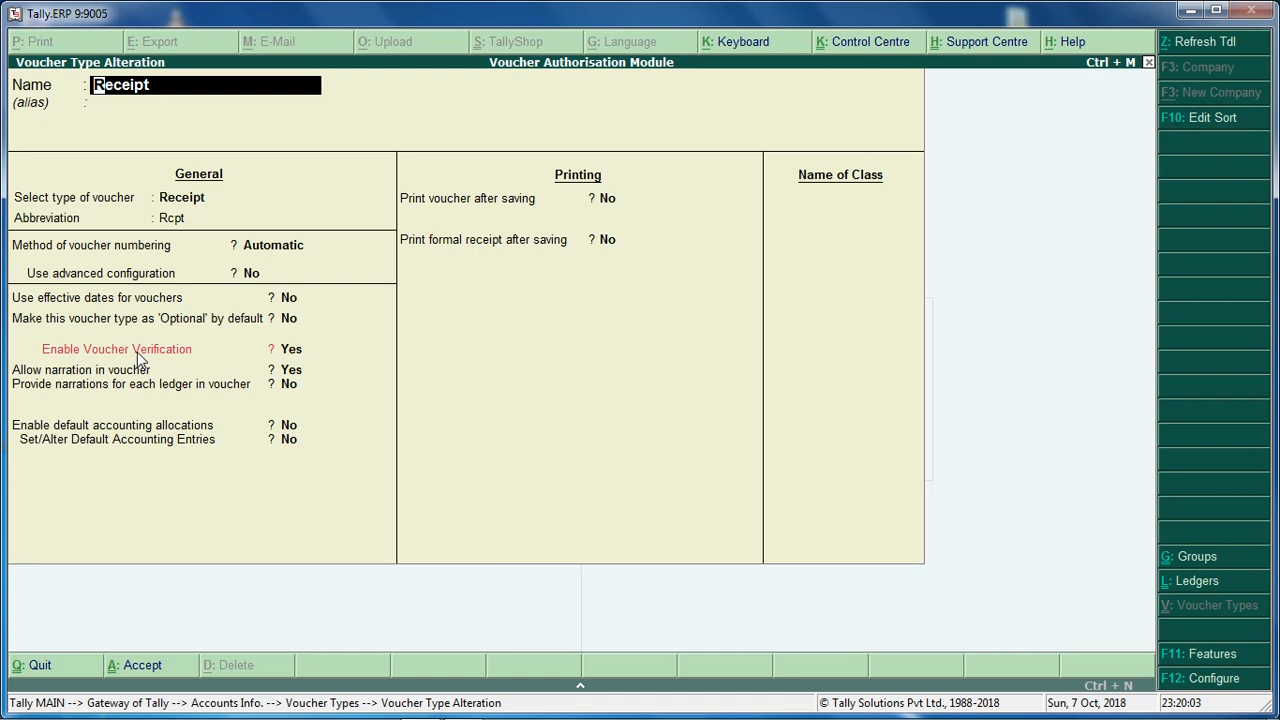 Tally.ERP 9:9005
P: Print E: Export M: E-Mail O: Upload S: TallyShop G: Language K: Keyboard K: Control Centre H: Support Centre H: Help
Voucher Type Alteration Voucher Authorisation Module Ctrl + M
Name : Receipt
(alias) :
General
Select type of voucher : Receipt
Abbreviation : Rcpt
Method of voucher numbering ? Automatic
Use advanced configuration ? No
Use effective dates for vouchers ? No
Make this voucher type as 'Optional' by default ? No
Enable Voucher Verification ? Yes
Allow narration in voucher ? Yes
Provide narrations for each ledger in voucher ? No
Enable default accounting allocations ? No
Set/Alter Default Accounting Entries ? No
Printing
Print voucher after saving ? No
Print formal receipt after saving ? No
Name of Class
Z: Refresh Tdl
F3: Company
F3: New Company
F10: Edit Sort
G: Groups
L: Ledgers
V: Voucher Types
F11: Features
F12: Configure
Q: Quit A: Accept D: Delete
Ctrl + N
Tally MAIN --> Gateway of Tally --> Accounts Info. --> Voucher Types --> Voucher Type Alteration © Tally Solutions Pvt Ltd., 1988-2018 Sun, 7 Oct, 2018 23:20:03